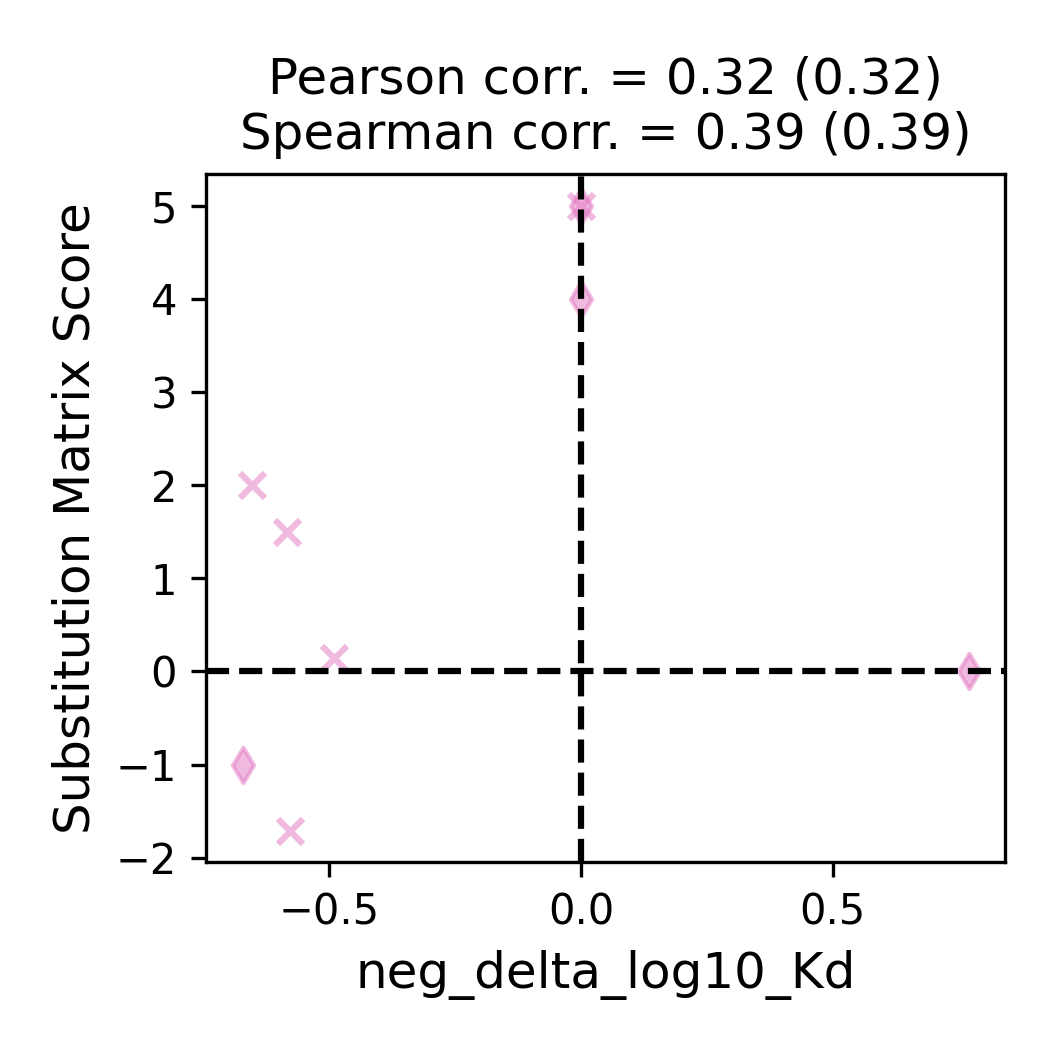 Pearson corr. = 0.32 (0.32)
Spearman corr. = 0.39 (0.39)
Substitution Matrix Score
5
4
3
2
1
0
−1
−2
−0.5 0.0 0.5
neg_delta_log10_Kd